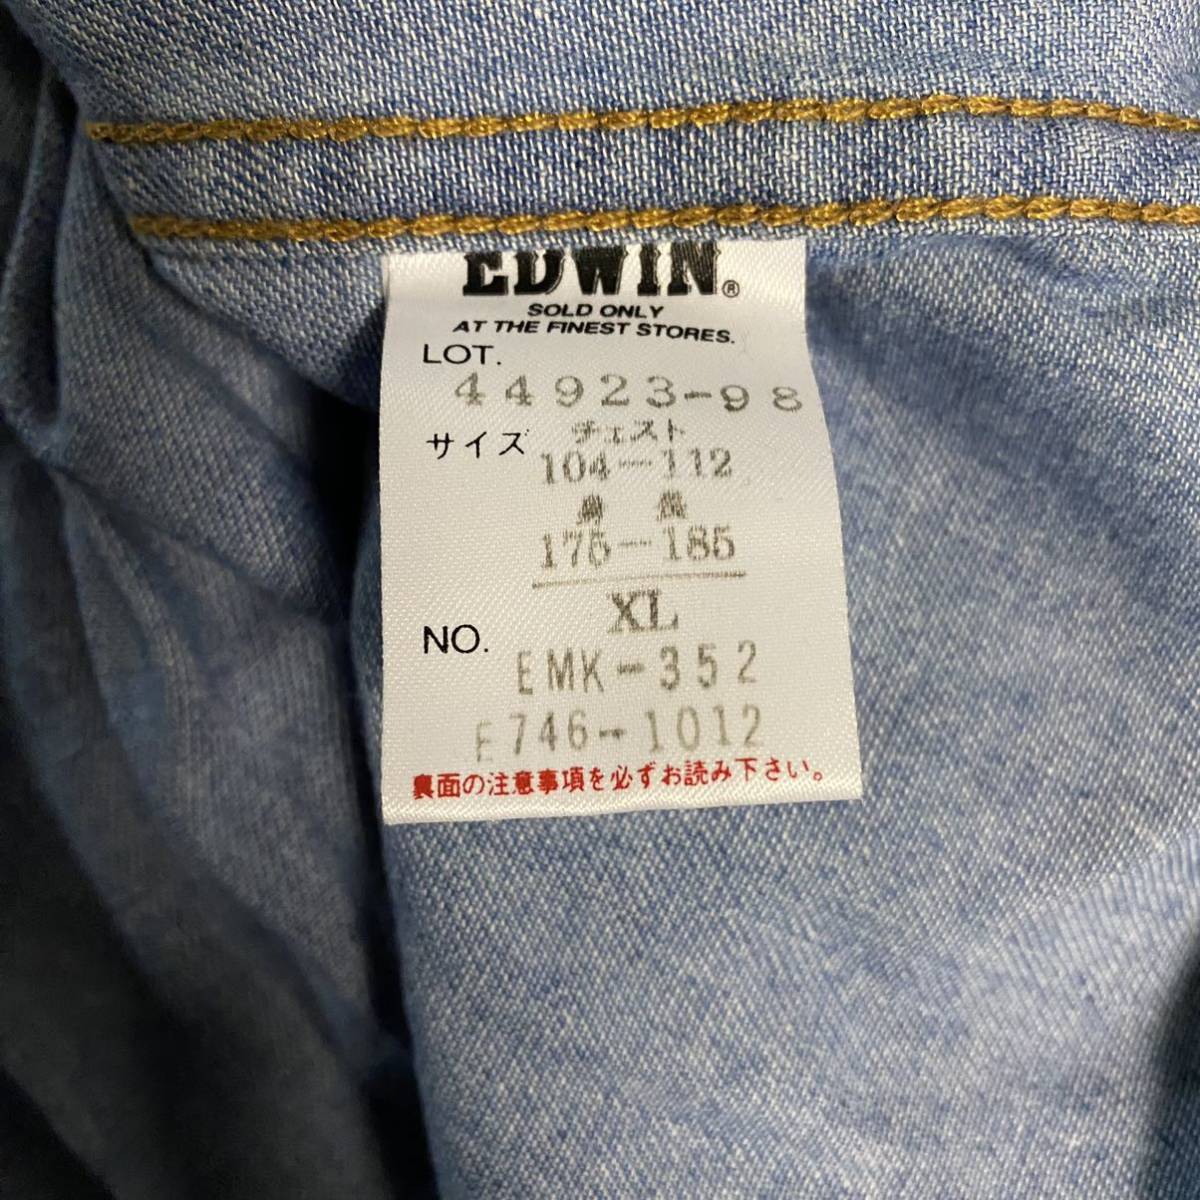 EDWIN®
SOLD ONLY
AT THE FINEST STORES.
LOT.
44923-98
サイズ チェスト
104-112
身長
175-185
XL
NO.
EMK-352
E746-1012
裏面の注意事項を必ずお読み下さい。